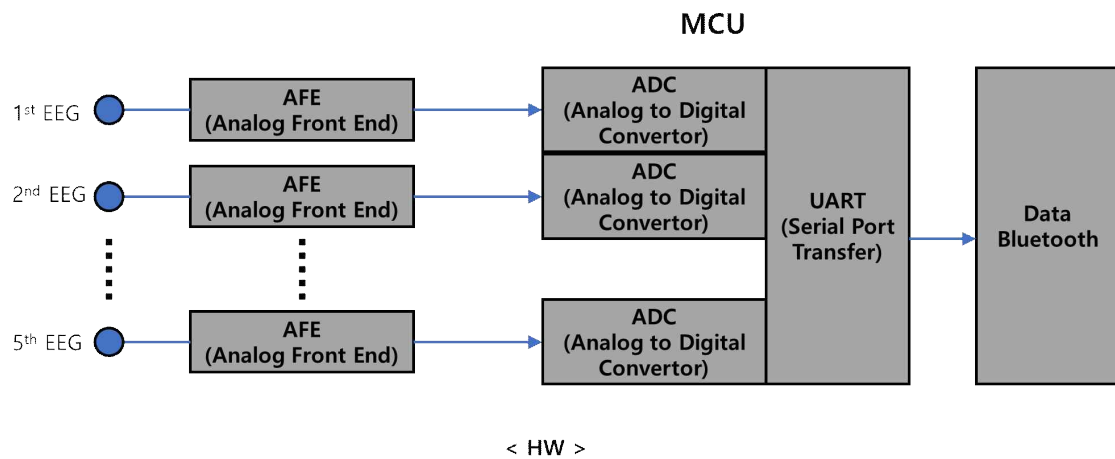 MCU
1st EEG
AFE
(Analog Front End)
ADC
(Analog to Digital
Convertor)
2nd EEG
AFE
(Analog Front End)
ADC
(Analog to Digital
Convertor)
UART
(Serial Port
Transfer)
Data
Bluetooth
5th EEG
AFE
(Analog Front End)
ADC
(Analog to Digital
Convertor)
< HW >